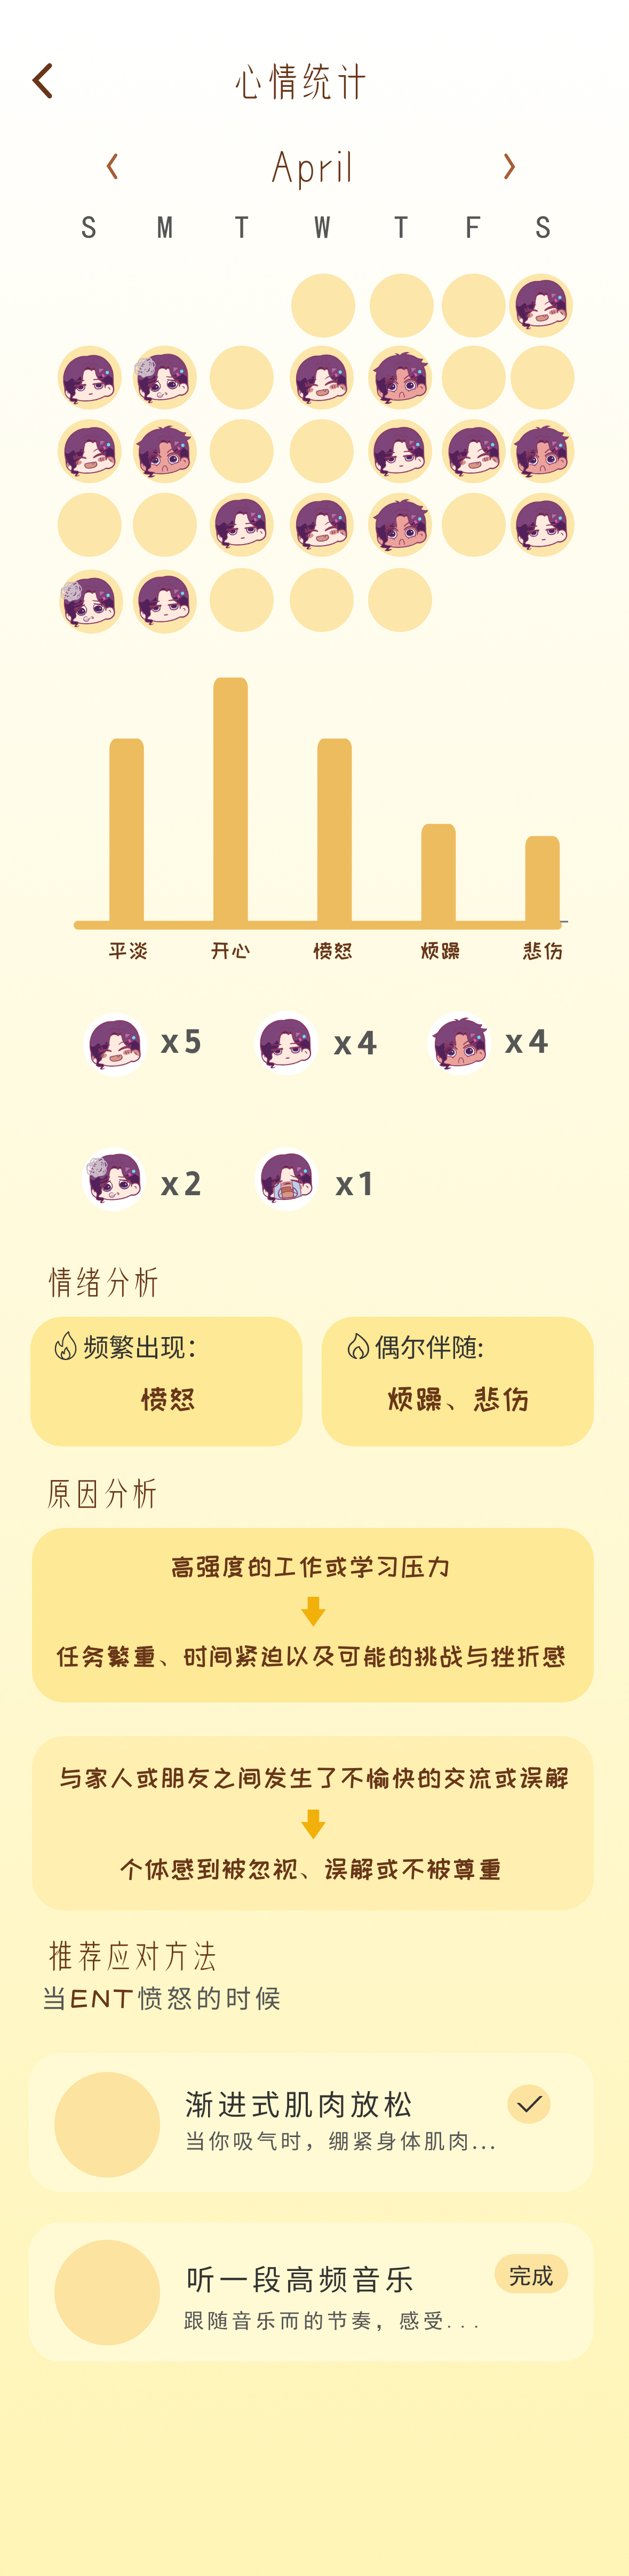 心情统计
April
S M T W T F S
平淡 开心 愤怒 烦躁 悲伤
x5 x4 x4
x2 x1
情绪分析
频繁出现：
愤怒
偶尔伴随:
烦躁、悲伤
原因分析
高强度的工作或学习压力
任务繁重、时间紧迫以及可能的挑战与挫折感
与家人或朋友之间发生了不愉快的交流或误解
个体感到被忽视、误解或不被尊重
推荐应对方法
当ENT愤怒的时候
渐进式肌肉放松
当你吸气时，绷紧身体肌肉...
听一段高频音乐
完成
跟随音乐而的节奏，感受...